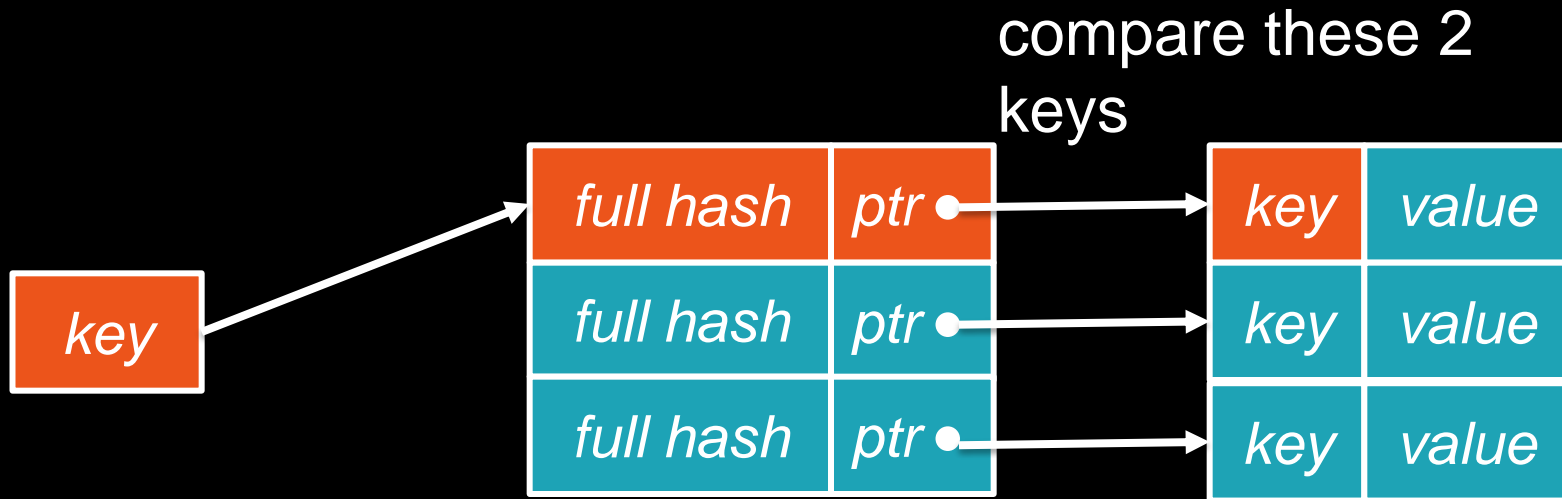 compare these 2
keys
full hash ptr key value
key
full hash ptr key value
full hash ptr key value